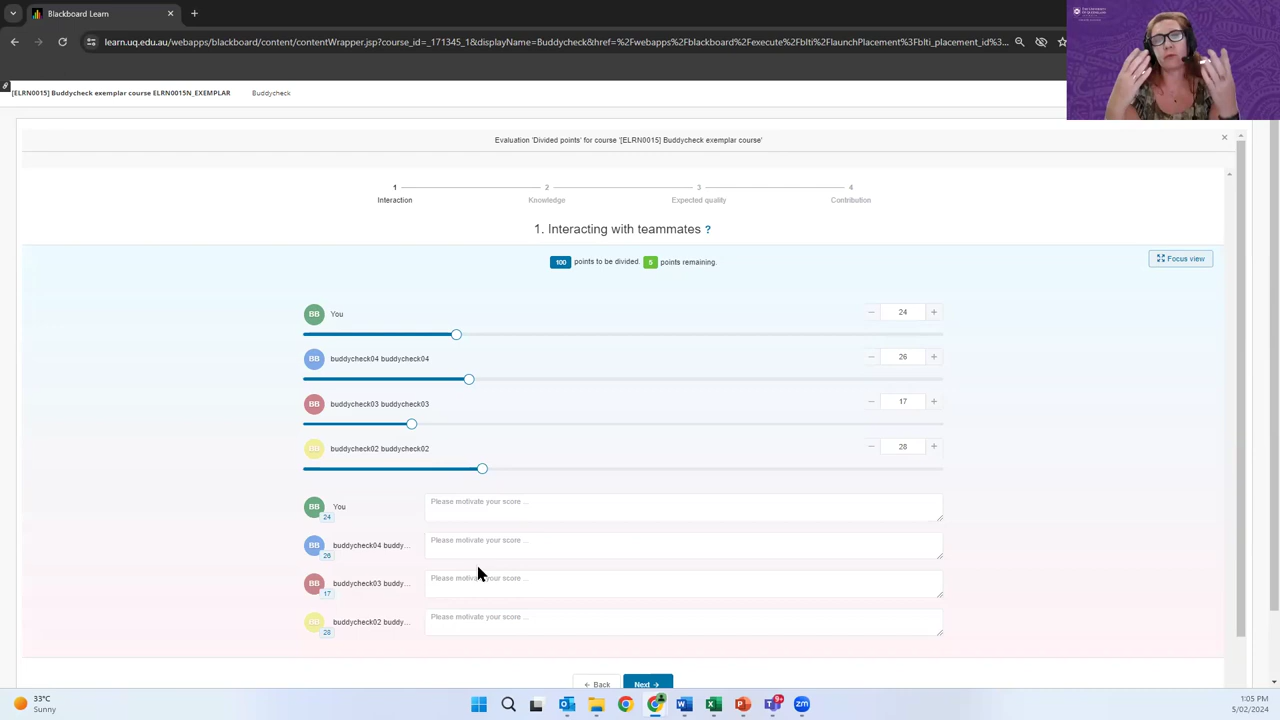 Blackboard Learn
learn.uq.edu.au/webapps/blackboard/content/contentWrapper.jsp?course_id=_171345_1&displayName=Buddycheck&href=%2Fwebapps%2Fblackboard%2Fexecute%2Fblti%2FlaunchPlacement%3Fblti_placement_id%3...
THE UNIVERSITY OF QUEENSLAND
[ELRN0015] Buddycheck exemplar course ELRN0015N_EXEMPLAR Buddycheck
Evaluation 'Divided points' for course '[ELRN0015] Buddycheck exemplar course'
1 2 3 4
Interaction Knowledge Expected quality Contribution
1. Interacting with teammates ?
100 points to be divided. 5 points remaining.
Focus view
BB You 24
BB buddycheck04 buddycheck04 26
BB buddycheck03 buddycheck03 17
BB buddycheck02 buddycheck02 28
BB You Please motivate your score ...
24
BB buddycheck04 buddy... Please motivate your score ...
26
BB buddycheck03 buddy... Please motivate your score ...
17
BB buddycheck02 buddy... Please motivate your score ...
28
← Back Next →
33°C
Sunny
9+
1:05 PM
5/02/2024